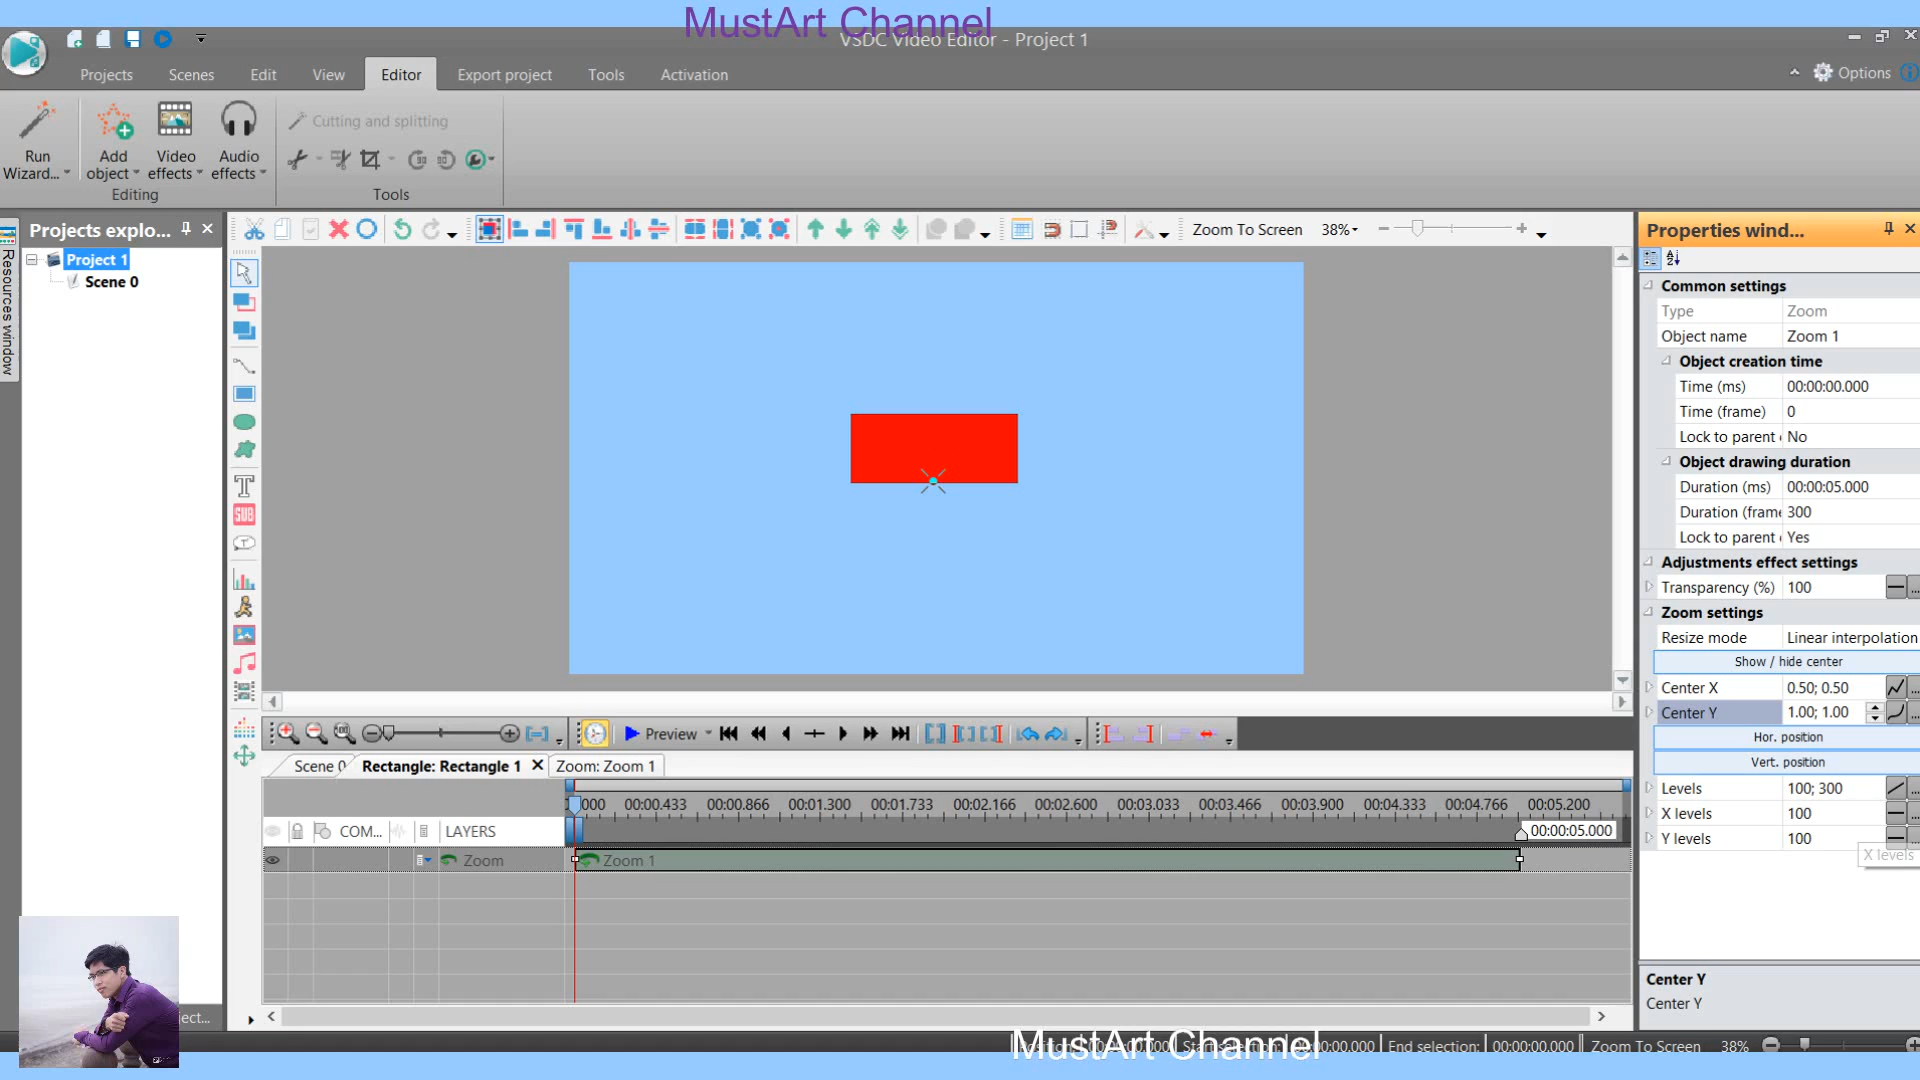 MustArt Channel
VSDC Video Editor - Project 1
Projects Scenes Edit View Editor Export project Tools Activation Options
Cutting and splitting
Run Wizard... Add object Video effects Audio effects
Editing Tools
Projects explo...
Project 1
Scene 0
Resources window
Zoom To Screen 38%
SUB
T
Properties wind...
Common settings
Type Zoom
Object name Zoom 1
Object creation time
Time (ms) 00:00:00.000
Time (frame) 0
Lock to parent No
Object drawing duration
Duration (ms) 00:00:05.000
Duration (frame 300
Lock to parent Yes
Adjustments effect settings
Transparency (%) 100
Zoom settings
Resize mode Linear interpolation
Show / hide center
Center X 0.50; 0.50
Center Y 1.00; 1.00
Hor. position
Vert. position
Levels 100; 300
X levels 100
Y levels 100
X levels
Center Y
Center Y
Preview
Scene 0 Rectangle: Rectangle 1 Zoom: Zoom 1
000 00:00.433 00:00.866 00:01.300 00:01.733 00:02.166 00:02.600 00:03.033 00:03.466 00:03.900 00:04.333 00:04.766 00:05.200
COM... LAYERS
00:00:05.000
Zoom Zoom 1
ject...
MustArt Channel
End selection: 00:00:00.000 Zoom To Screen 38%